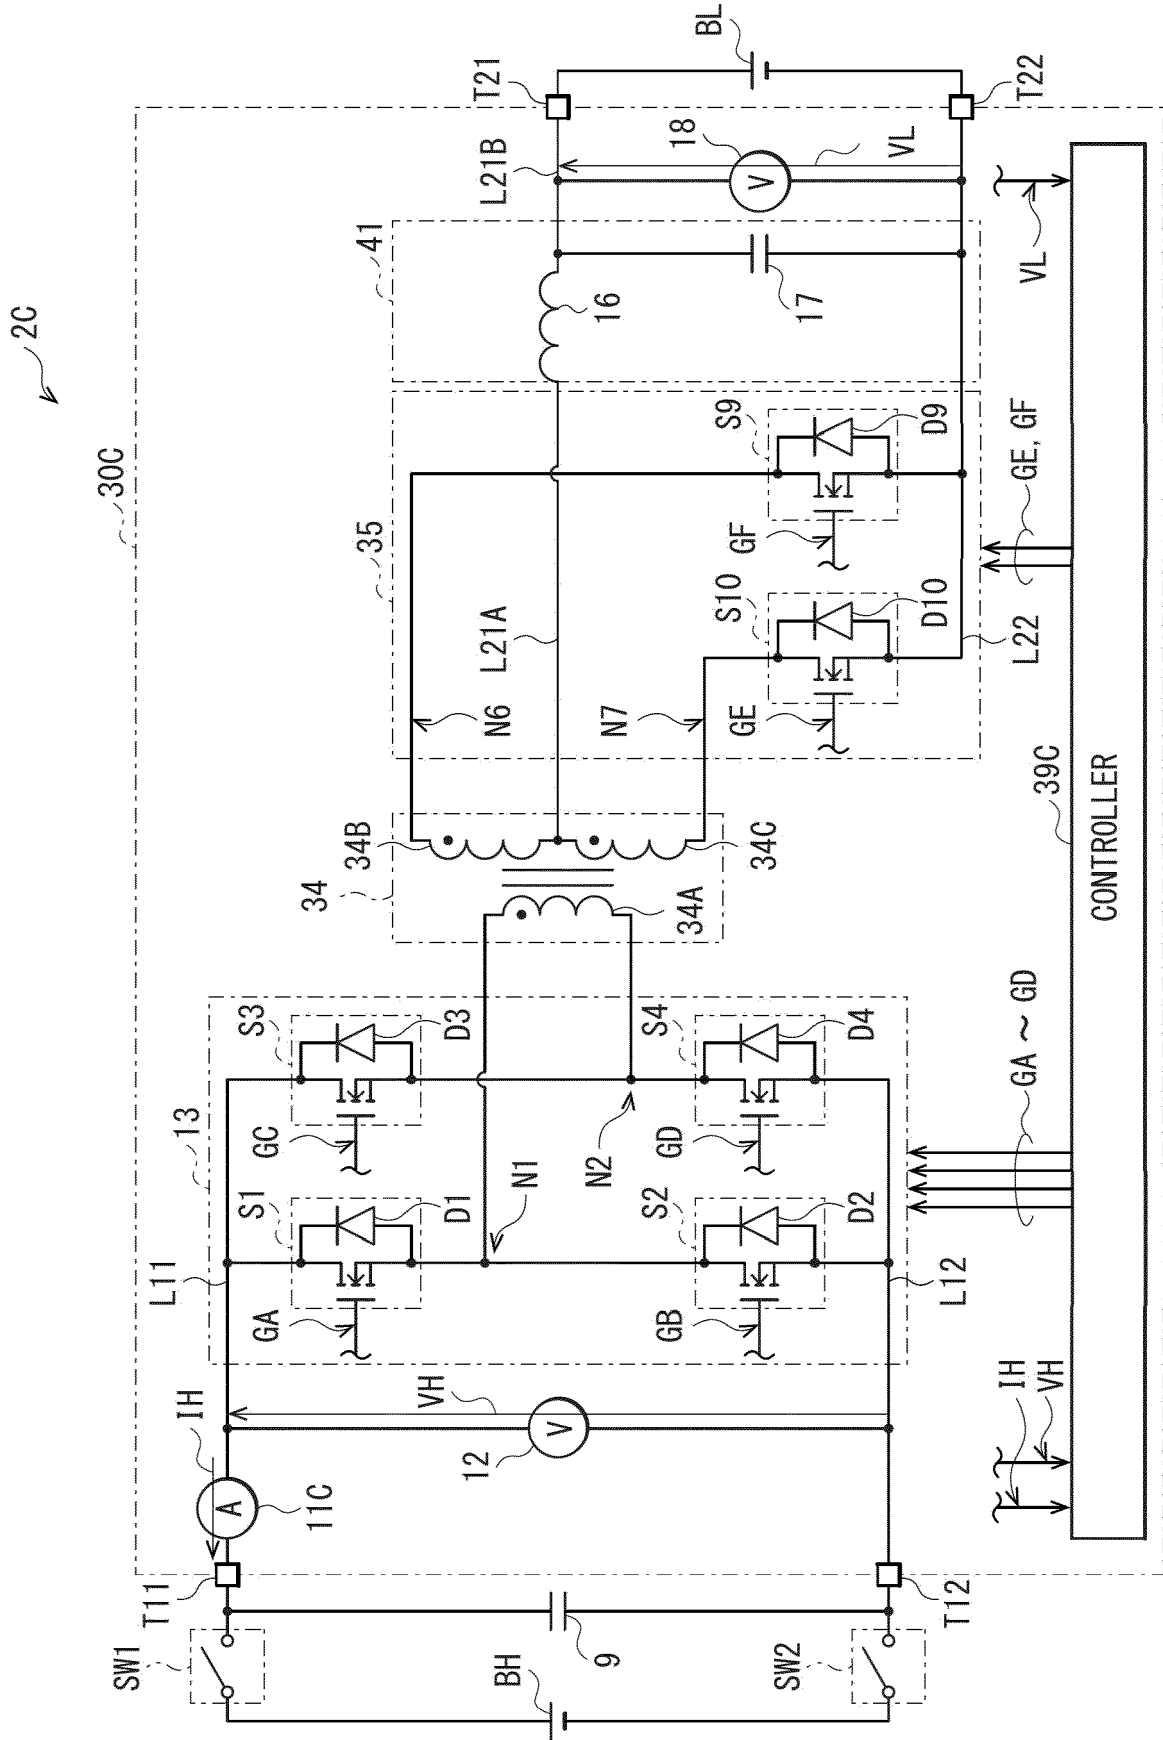 2C
30C
SW1
T11
IH
L11
13
S1
S3
GA
GC
D1
D3
A
11C
VH
12
V
N1
N2
BH
9
S2
S4
GB
GD
D2
D4
SW2
T12
L12
34
34B
34A
34C
35
N6
L21A
N7
S10
S9
GE
GF
D10
D9
L22
41
16
17
L21B
T21
18
V
VL
BL
T22
IH
VH
GA ~ GD
GE, GF
VL
39C
CONTROLLER